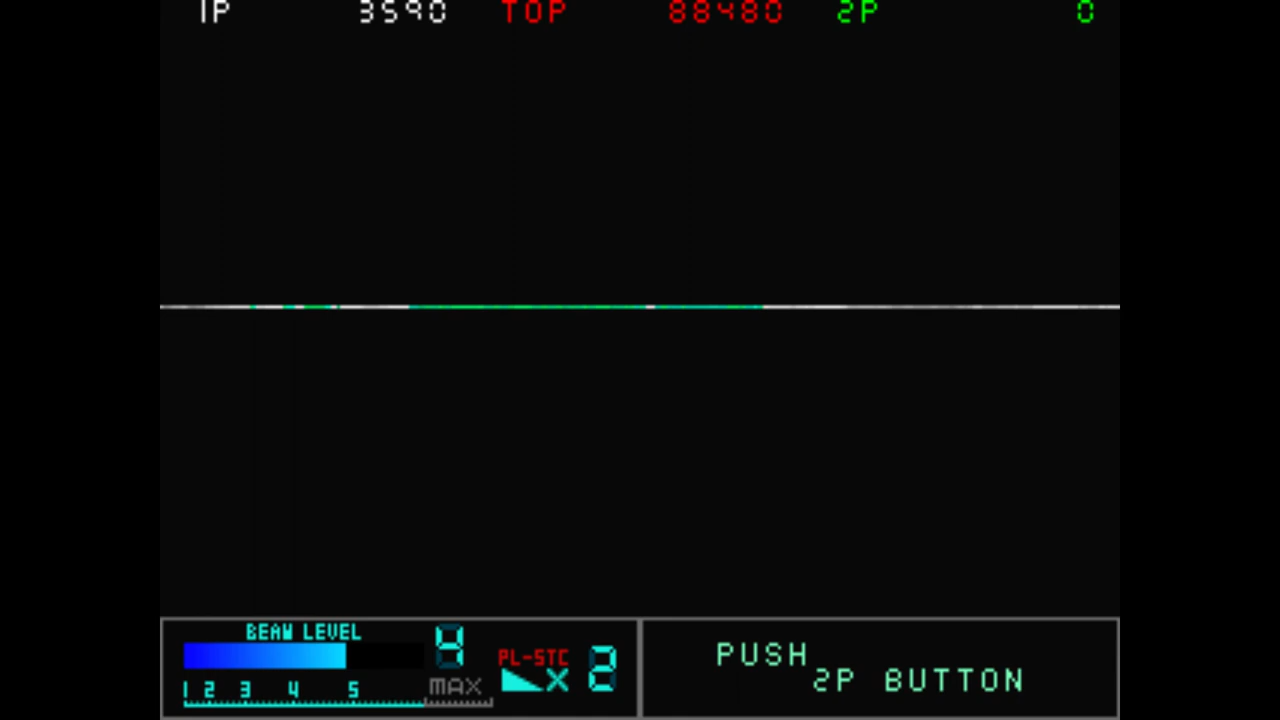 1P 3590 TOP 88480 2P 0
BEAM LEVEL 4
PL-STC
x 2
1 2 3 4 5 MAX
PUSH
2P BUTTON